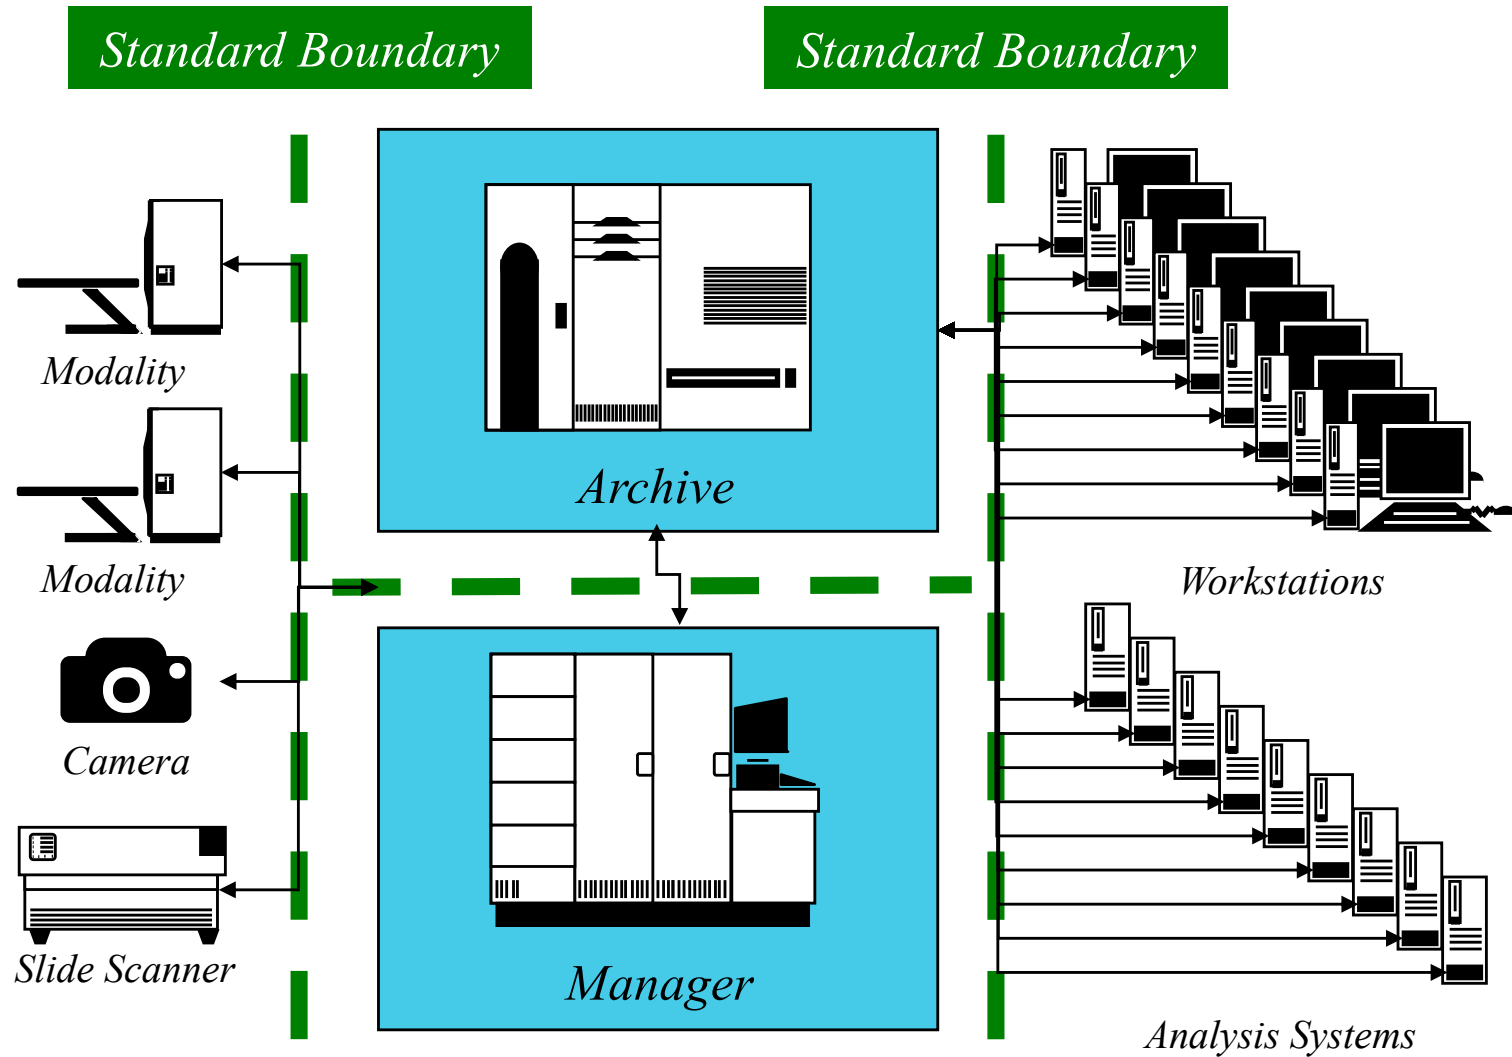 Standard Boundary
Standard Boundary
Modality
Archive
Modality
Workstations
Camera
Slide Scanner
Manager
Analysis Systems